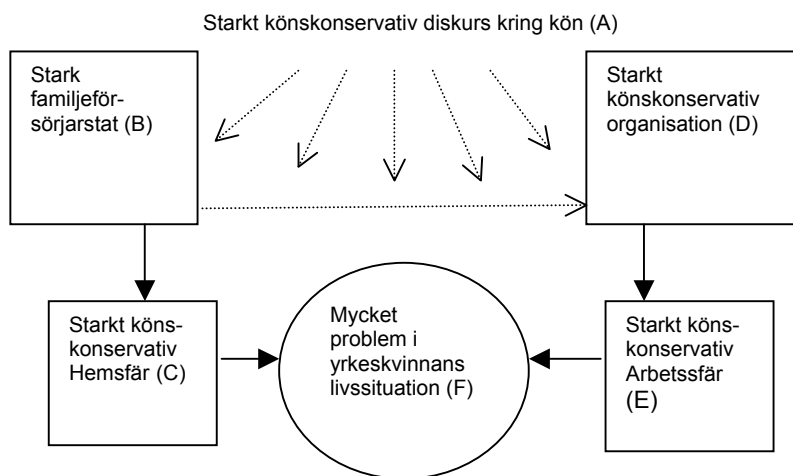 Starkt könskonservativ diskurs kring kön (A)
Stark
familjeför-
sörjarstat (B)
Starkt
könskonservativ
organisation (D)
Starkt köns-
konservativ
Hemsfär (C)
Mycket
problem i
yrkeskvinnans
livssituation (F)
Starkt köns-
konservativ
Arbetssfär
(E)